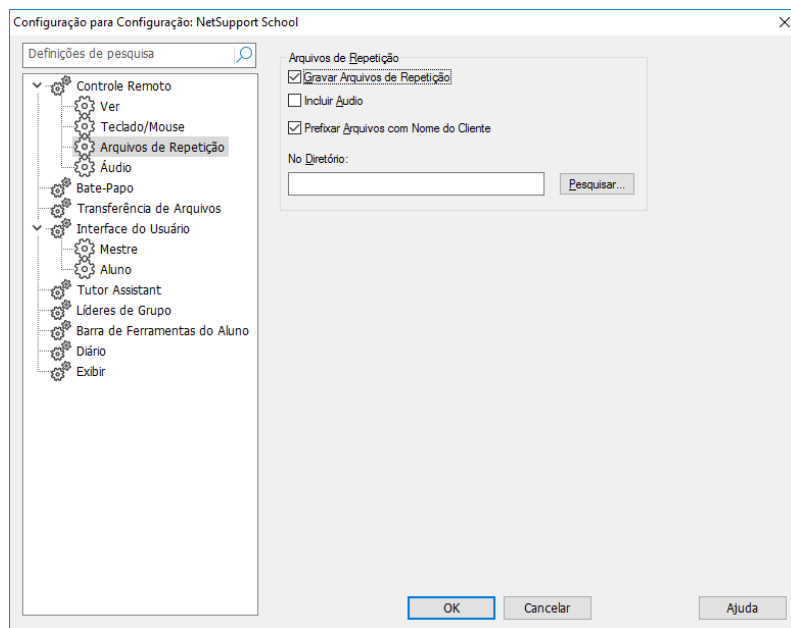 Configuração para Configuração: NetSupport School
Definições de pesquisa
Controle Remoto
Ver
Teclado/Mouse
Arquivos de Repetição
Áudio
Bate-Papo
Transferência de Arquivos
Interface do Usuário
Mestre
Aluno
Tutor Assistant
Líderes de Grupo
Barra de Ferramentas do Aluno
Diário
Exibir
Arquivos de Repetição
Gravar Arquivos de Repetição
Incluir Audio
Prefixar Arquivos com Nome do Cliente
No Diretório:
Pesquisar...
OK
Cancelar
Ajuda